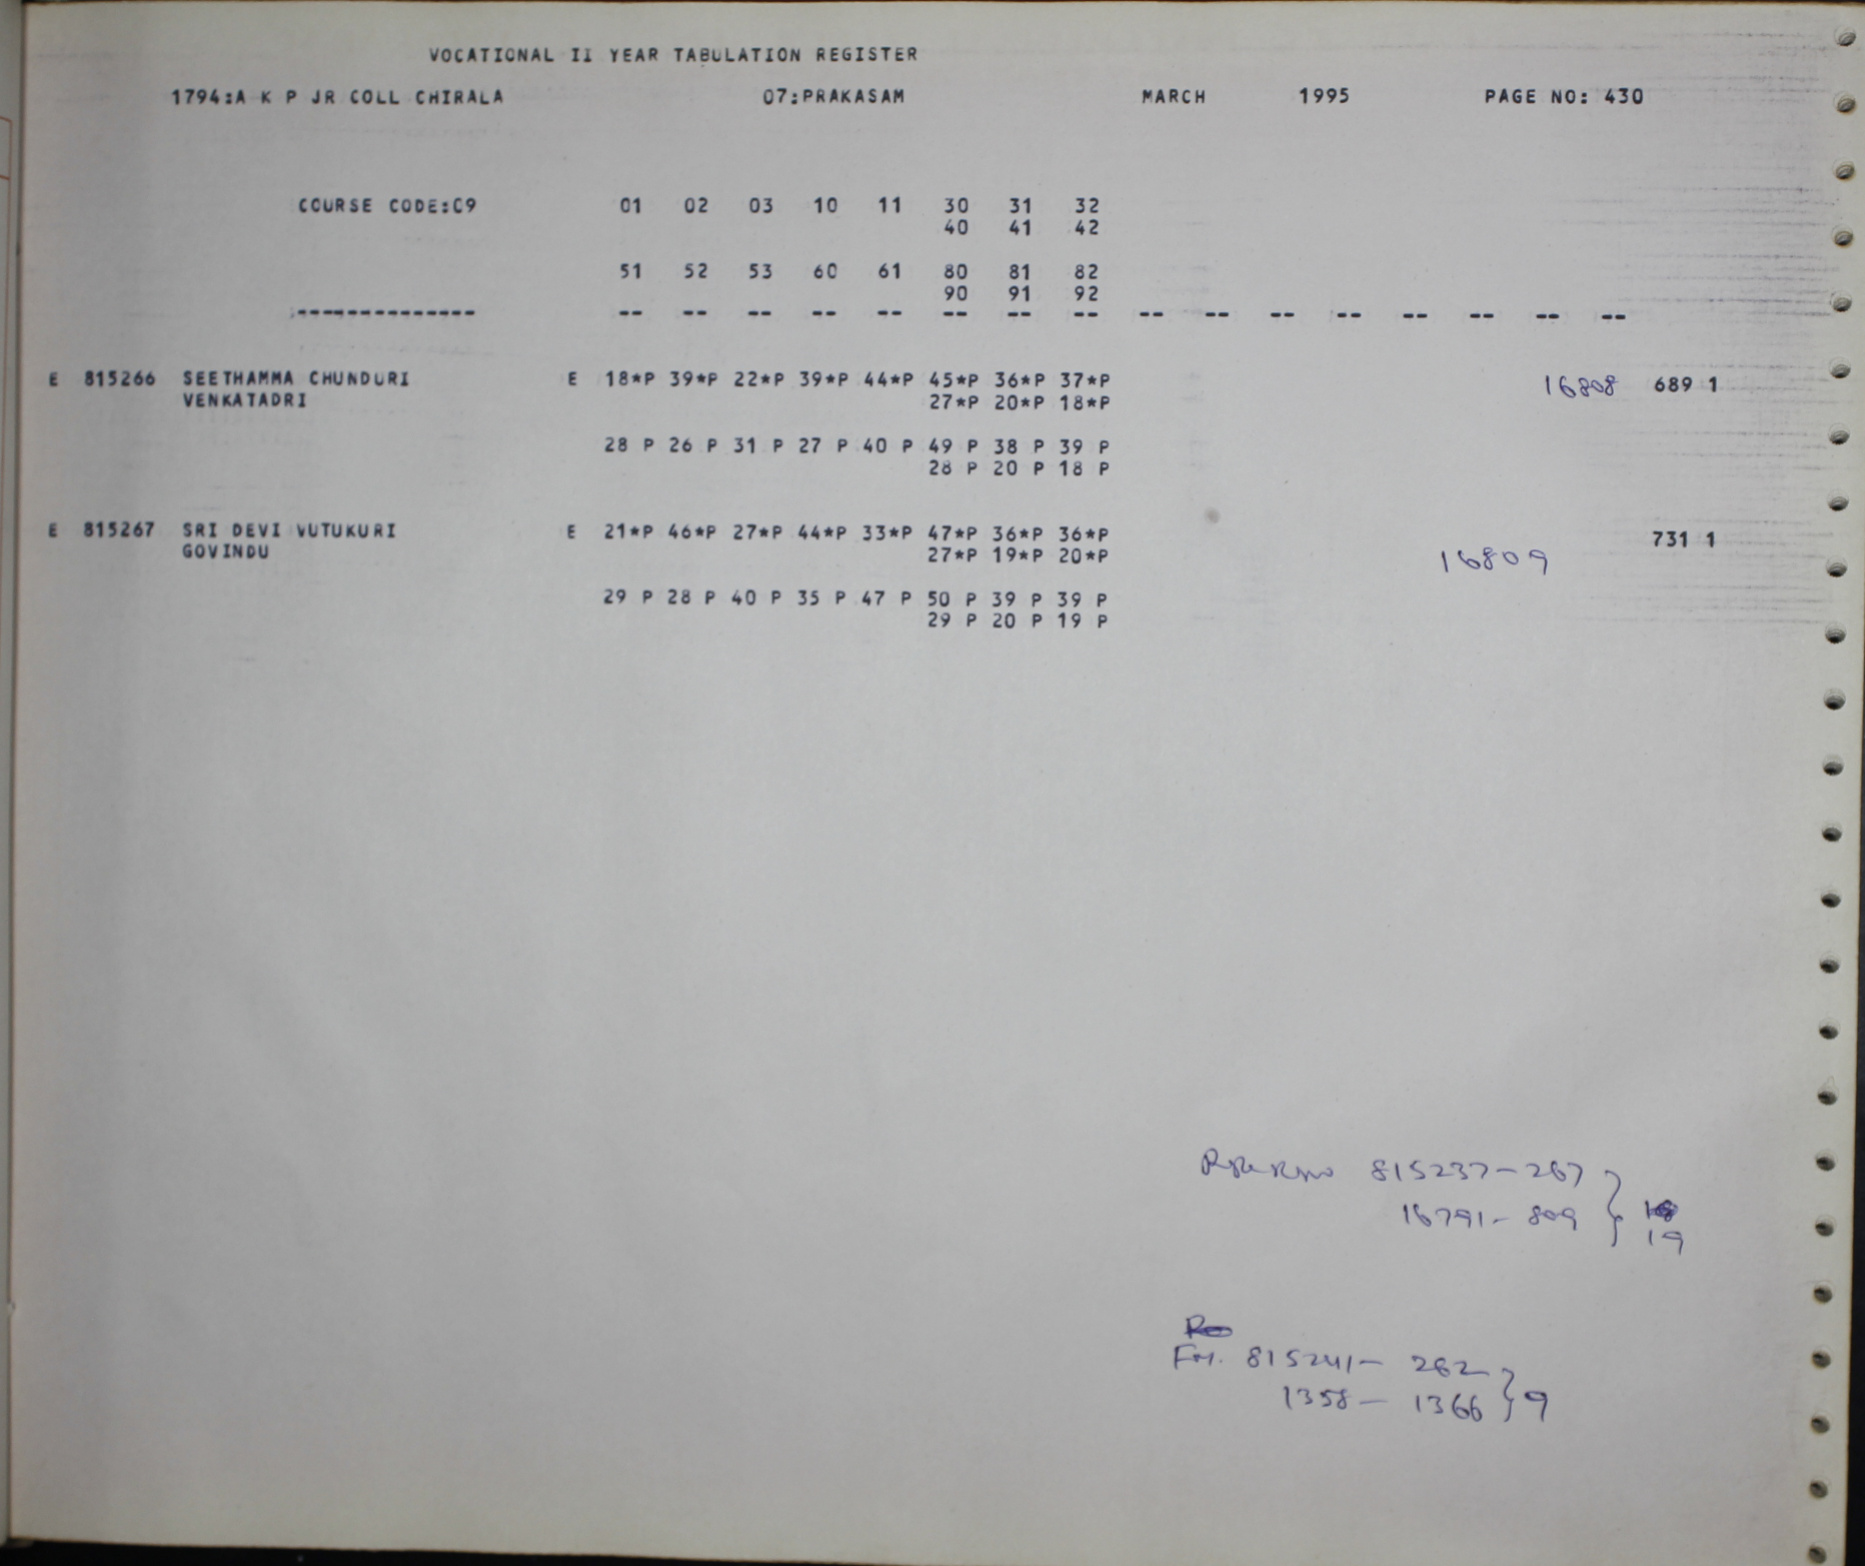 VOCATIONAL II YEAR TABULATION REGISTER
1794:A K P JR COLL CHIRALA 07:PRAKASAM MARCH 1995 PAGE NO: 430
COURSE CODE:C9 01 02 03 10 11 30 31 32
40 41 42
51 52 53 60 61 80 81 82
90 91 92
-------------- -- -- -- -- -- -- -- -- -- -- -- -- -- -- -- --
E 815266 SEETHAMMA CHUNDURI E 18*P 39*P 22*P 39*P 44*P 45*P 36*P 37*P 16808 689 1
VENKATADRI 27*P 20*P 18*P
28 P 26 P 31 P 27 P 40 P 49 P 38 P 39 P
28 P 20 P 18 P
E 815267 SRI DEVI VUTUKURI E 21*P 46*P 27*P 44*P 33*P 47*P 36*P 36*P 731 1
GOVINDU 27*P 19*P 20*P 16809
29 P 28 P 40 P 35 P 47 P 50 P 39 P 39 P
29 P 20 P 19 P
815237-267
16791-809 }
19
815241- 262
1358- 1366 } 9